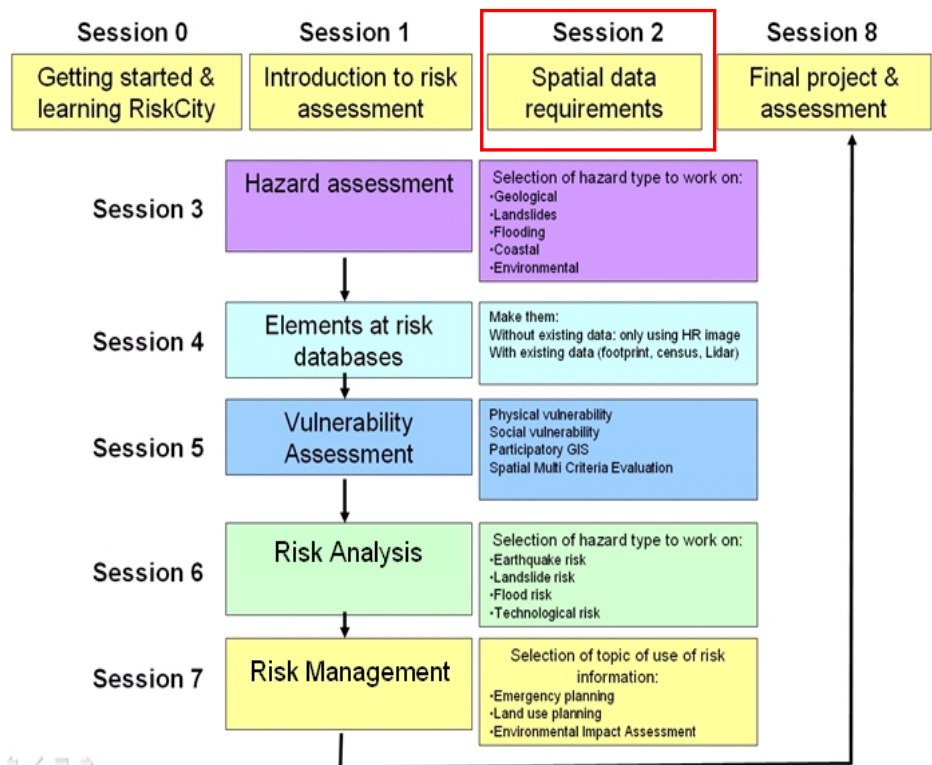 Session 0
Session 1
Session 2
Session 8
Getting started &
learning RiskCity
Introduction to risk
assessment
Spatial data
requirements
Final project &
assessment
Session 3
Hazard assessment
Selection of hazard type to work on:
•Geological
•Landslides
•Flooding
•Coastal
•Environmental
Session 4
Elements at risk
databases
Make them:
Without existing data: only using HR image
With existing data (footprint, census, Lidar)
Session 5
Vulnerability
Assessment
Physical vulnerability
Social vulnerability
Participatory GIS
Spatial Multi Criteria Evaluation
Session 6
Risk Analysis
Selection of hazard type to work on:
•Earthquake risk
•Landslide risk
•Flood risk
•Technological risk
Session 7
Risk Management
Selection of topic of use of risk
information:
•Emergency planning
•Land use planning
•Environmental Impact Assessment